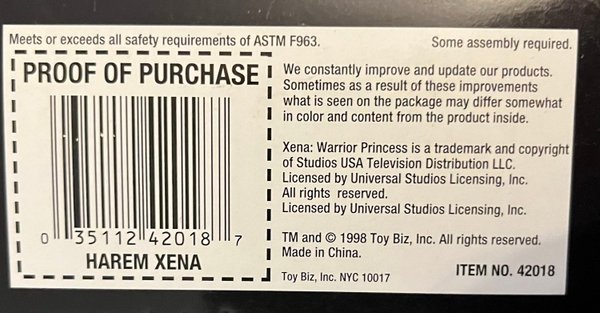 Meets or exceeds all safety requirements of ASTM F963.
Some assembly required.
PROOF OF PURCHASE
0 35112 42018 7
HAREM XENA
We constantly improve and update our products.
Sometimes as a result of these improvements
what is seen on the package may differ somewhat
in color and content from the product inside.
Xena: Warrior Princess is a trademark and copyright
of Studios USA Television Distribution LLC.
Licensed by Universal Studios Licensing, Inc.
All rights reserved.
Licensed by Universal Studios Licensing, Inc.
TM and © 1998 Toy Biz, Inc. All rights reserved.
Made in China.
Toy Biz, Inc. NYC 10017
ITEM NO. 42018